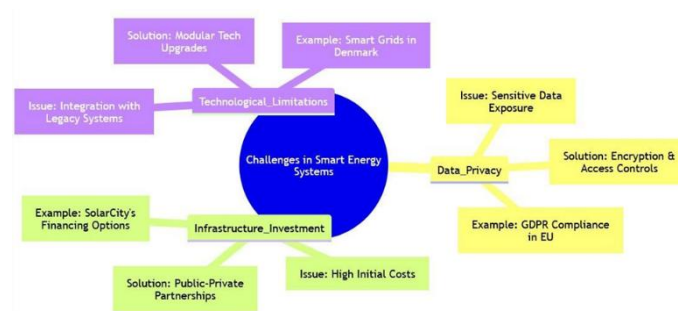 Solution: Modular Tech
Upgrades
Example: Smart Grids in
Denmark
Issue: Integration with
Legacy Systems
Technological_Limitations
Challenges in Smart Energy
Systems
Issue: Sensitive Data
Exposure
Data_Privacy
Solution: Encryption &
Access Controls
Example: GDPR Compliance
in EU
Example: SolarCity's
Financing Options
Infrastructure_Investment
Solution: Public-Private
Partnerships
Issue: High Initial Costs